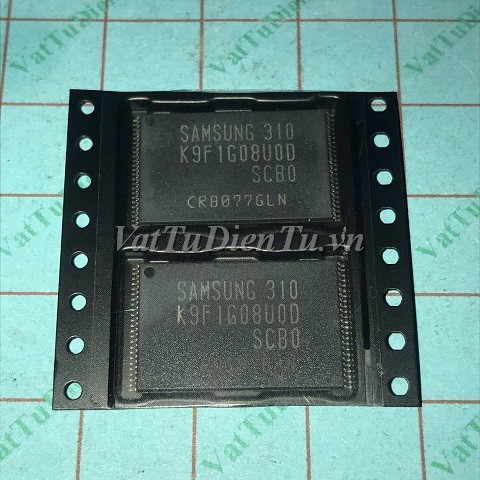 SAMSUNG 310
K9F1G08U0D
SCB0
CRB077GLN
VatTuDienTu.vn
SAMSUNG 310
K9F1G08U0D
SCB0